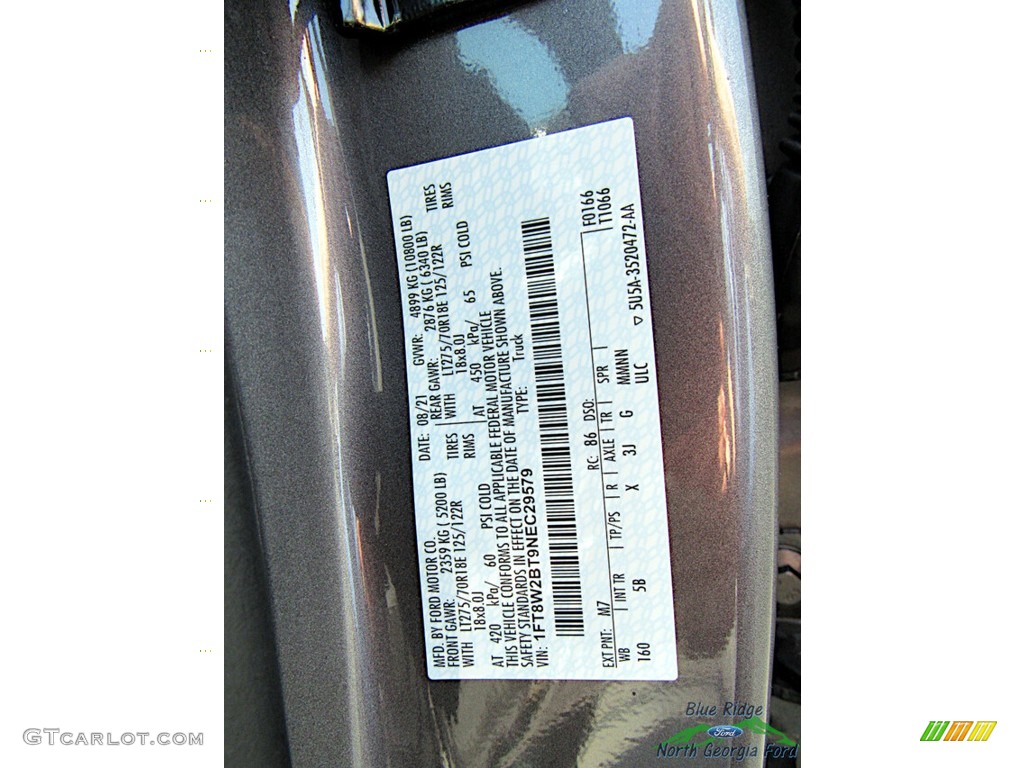 MFD. BY FORD MOTOR CO. DATE: 08/21 GVWR: 4899 KG (10800 LB)
FRONT GAWR: 2359 KG ( 5200 LB) REAR GAWR: 2876 KG ( 6340 LB)
WITH LT275/70R18E 125/122R TIRES WITH LT275/70R18E 125/122R TIRES
18x8.0J RIMS 18x8.0J RIMS
AT 420 kPa/ 60 PSI COLD AT 450 kPa/ 65 PSI COLD
THIS VEHICLE CONFORMS TO ALL APPLICABLE FEDERAL MOTOR VEHICLE
SAFETY STANDARDS IN EFFECT ON THE DATE OF MANUFACTURE SHOWN ABOVE.
VIN: 1FT8W2BT9NEC29579 TYPE: Truck
F0166
T1066
EXT PNT: M7 RC: 86 DSO:
WB INT TR TP/PS R AXLE TR SPR
160 5B X 3J G MMNN
ULC
▽ 5U5A-3520472-AA
GTCarlot.com
Blue Ridge
Ford
North Georgia Ford